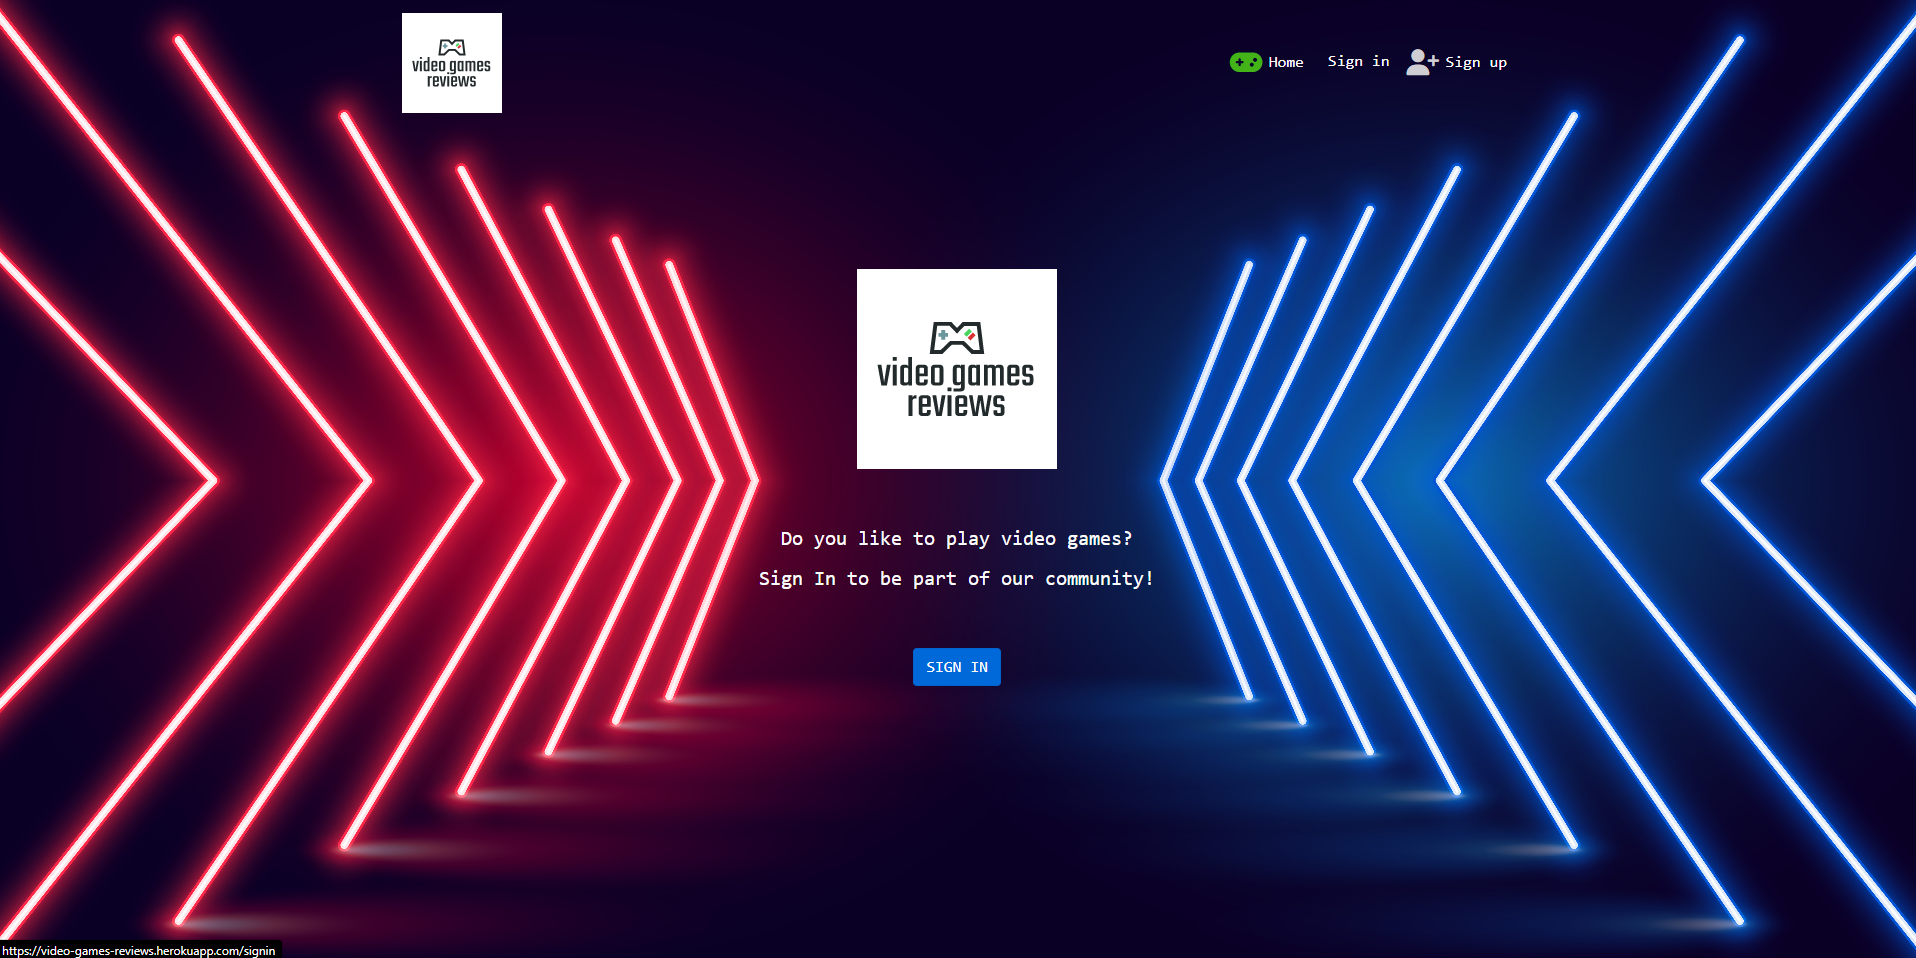 video games
reviews
Home
Sign in
Sign up
video games
reviews
Do you like to play video games?
Sign In to be part of our community!
SIGN IN
https://video-games-reviews.herokuapp.com/signin